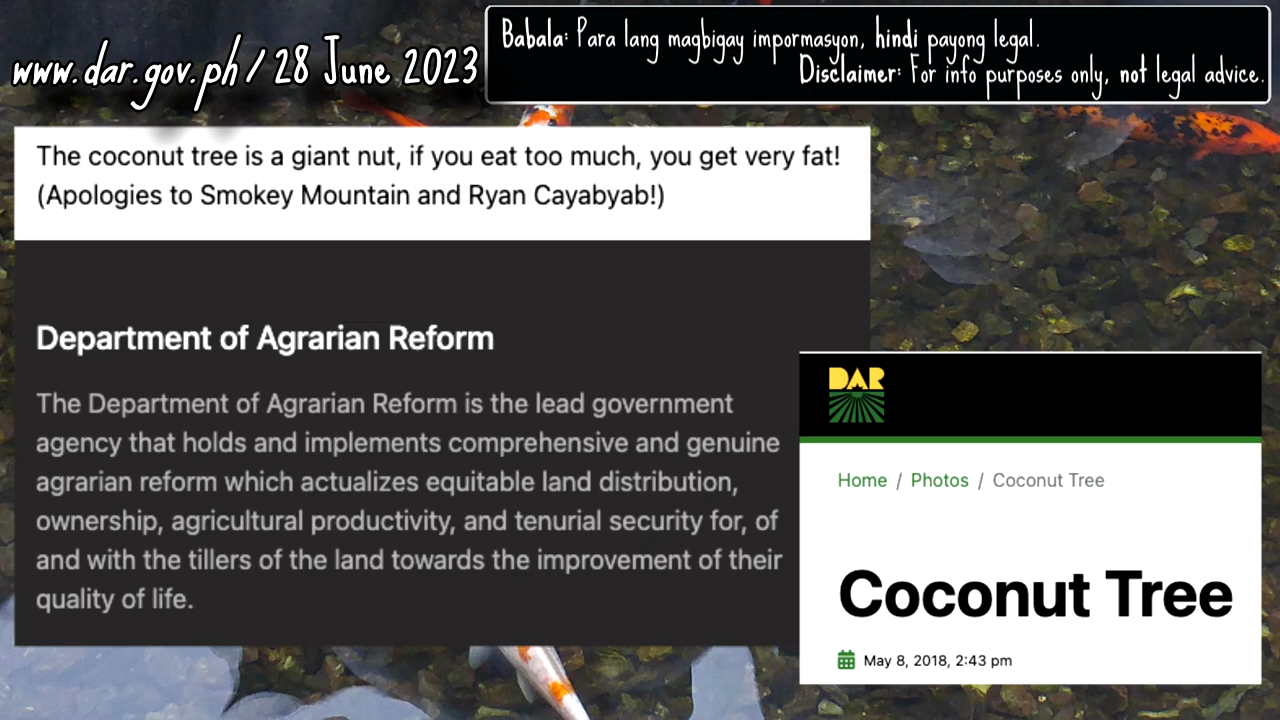 www.dar.gov.ph / 28 June 2023
Babala: Para lang magbigay impormasyon, hindi payong legal.
Disclaimer: For info purposes only, not legal advice.
The coconut tree is a giant nut, if you eat too much, you get very fat!
(Apologies to Smokey Mountain and Ryan Cayabyab!)
Department of Agrarian Reform
The Department of Agrarian Reform is the lead government
agency that holds and implements comprehensive and genuine
agrarian reform which actualizes equitable land distribution,
ownership, agricultural productivity, and tenurial security for, of
and with the tillers of the land towards the improvement of their
quality of life.
DAR
Home / Photos / Coconut Tree
Coconut Tree
May 8, 2018, 2:43 pm